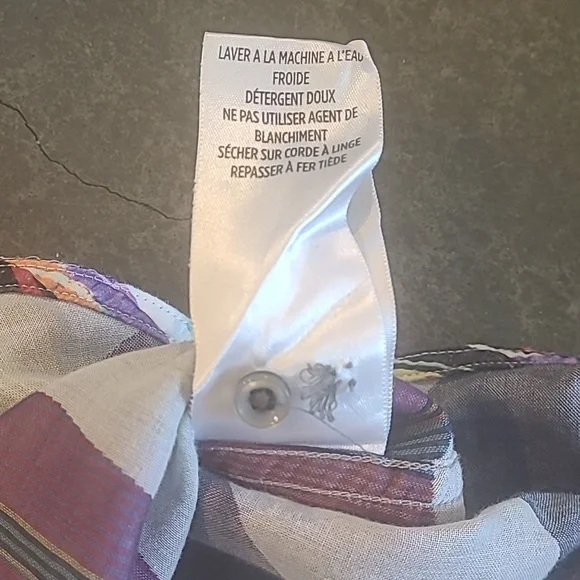 LAVER A LA MACHINE A L'EAU
FROIDE
DÉTERGENT DOUX
NE PAS UTILISER AGENT DE
BLANCHIMENT
SÉCHER SUR CORDE À LINGE
REPASSER À FER TIÈDE